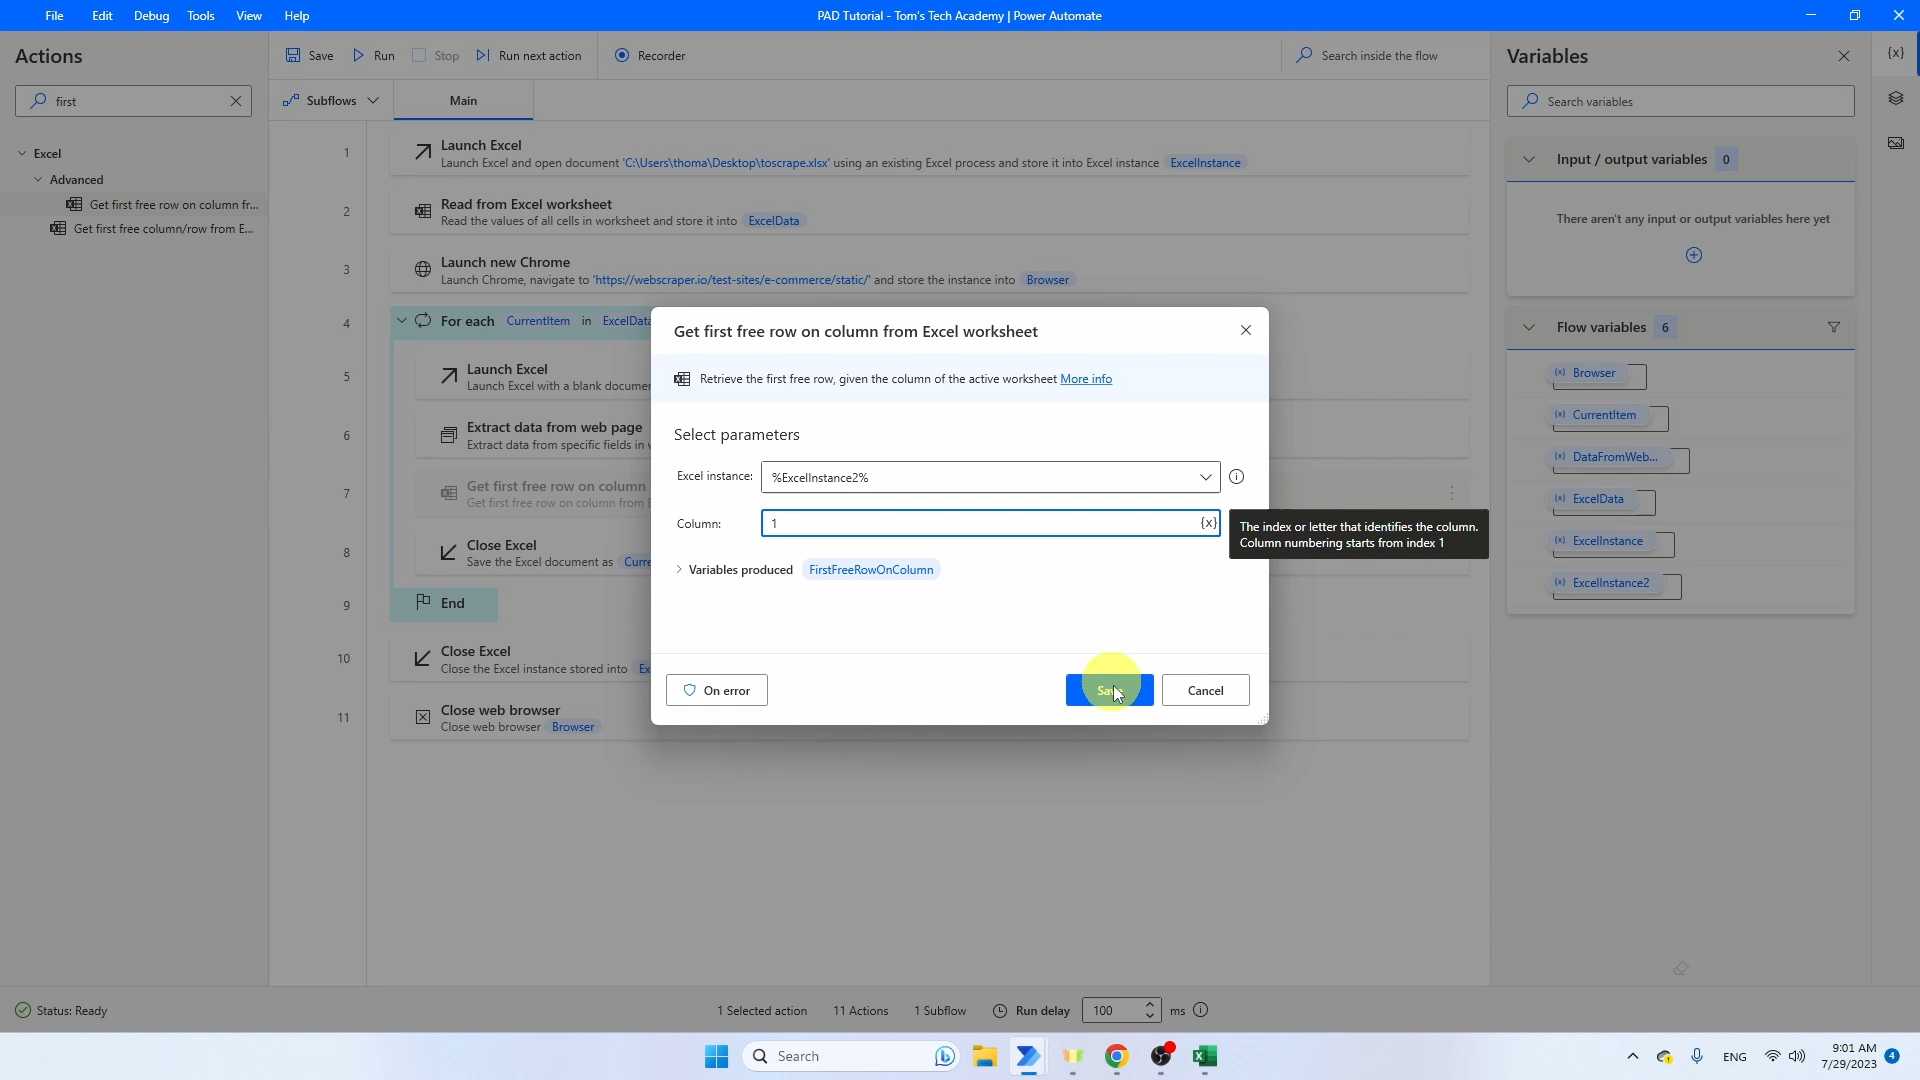 File Edit Debug Tools View Help
PAD Tutorial - Tom's Tech Academy | Power Automate
Actions
first
Excel
Advanced
Get first free row on column fr...
Get first free column/row from E...
Save Run Stop Run next action Recorder
Search inside the flow
Subflows
Main
1
Launch Excel
Launch Excel and open document 'C:\Users\thoma\Desktop\toscrape.xlsx' using an existing Excel process and store it into Excel instance ExcelInstance
2
Read from Excel worksheet
Read the values of all cells in worksheet and store it into ExcelData
3
Launch new Chrome
Launch Chrome, navigate to 'https://webscraper.io/test-sites/e-commerce/static/' and store the instance into Browser
4
For each CurrentItem in ExcelData
5
Launch Excel
Launch Excel with a blank
6
Extract data from web page
Extract data from specific fields in
7
Get first free row on column
Get first free row on column from
8
Close Excel
Save the Excel document as
9
End
10
Close Excel
Close the Excel instance stored into
11
Close web browser
Close web browser Browser
Get first free row on column from Excel worksheet
Retrieve the first free row, given the column of the active worksheet More info
Select parameters
Excel instance: %ExcelInstance2%
Column: 1 {x}
The index or letter that identifies the column.
Column numbering starts from index 1
Variables produced FirstFreeRowOnColumn
On error
Cancel
Variables
{x}
Search variables
Input / output variables 0
There aren't any input or output variables here yet
Flow variables 6
(x) Browser
(x) CurrentItem
(x) DataFromWeb...
(x) ExcelData
(x) ExcelInstance
(x) ExcelInstance2
Status: Ready
1 Selected action 11 Actions 1 Subflow Run delay 100 ms
Search
ENG
9:01 AM
7/29/2023
4